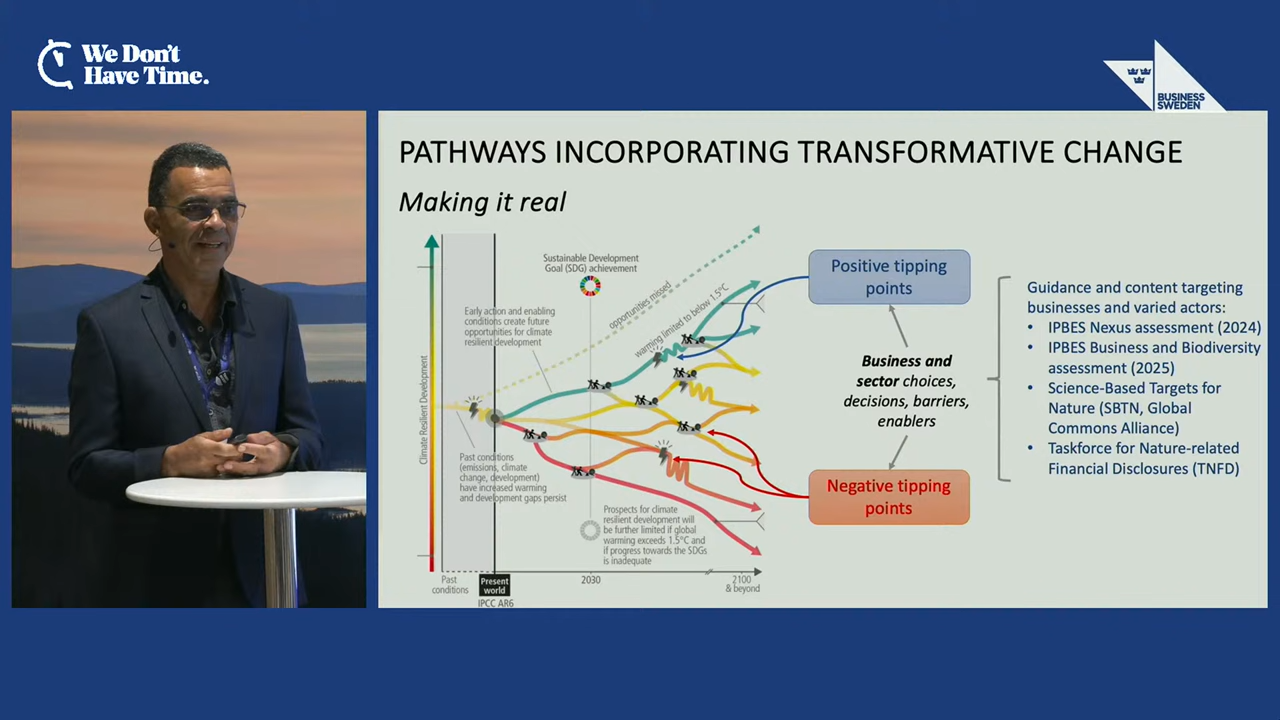 We Don't
Have Time.
BUSINESS
SWEDEN
PATHWAYS INCORPORATING TRANSFORMATIVE CHANGE
Making it real
Climate Resilient Development
Sustainable Development
Goal (SDG) achievement
Early action and enabling
conditions create future
opportunities for climate
resilient development
opportunities missed
warming limited to below 1.5°C
Past conditions
(emissions, climate
change, development)
have increased warming
and development gaps persist
Prospects for climate
resilient development will
be further limited if global
warming exceeds 1.5°C and
if progress towards the SDGs
is inadequate
Past
conditions
Present
world
IPCC AR6
2030
2100
& beyond
Positive tipping
points
Business and
sector choices,
decisions, barriers,
enablers
Negative tipping
points
Guidance and content targeting
businesses and varied actors:
• IPBES Nexus assessment (2024)
• IPBES Business and Biodiversity
assessment (2025)
• Science-Based Targets for
Nature (SBTN, Global
Commons Alliance)
• Taskforce for Nature-related
Financial Disclosures (TNFD)